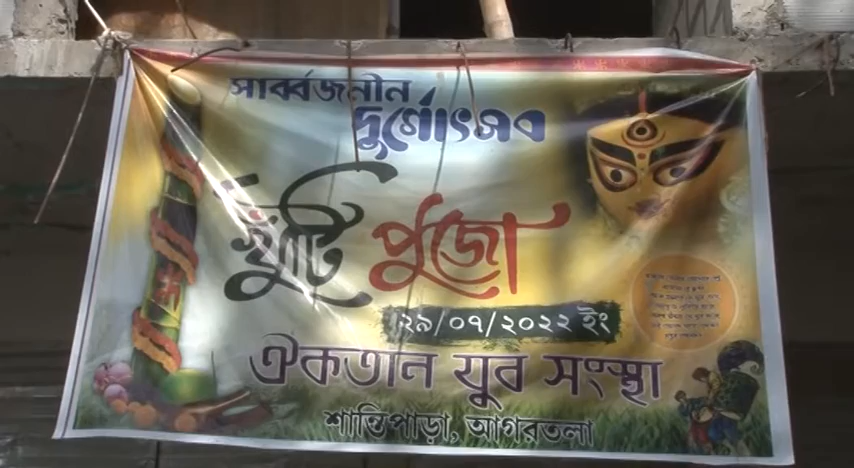 সার্ব্বজনীন
দুর্গোৎসব
খুঁটি পুজো
২৯/০৭/২০২২ ইং
ঐকতান যুব সংস্থা
শান্তিপাড়া, আগরতলা